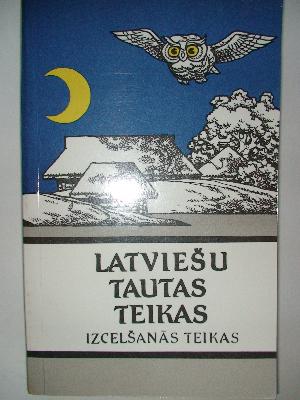 LATVIEŠU
TAUTAS
TEIKAS
IZCELŠANĀS TEIKAS